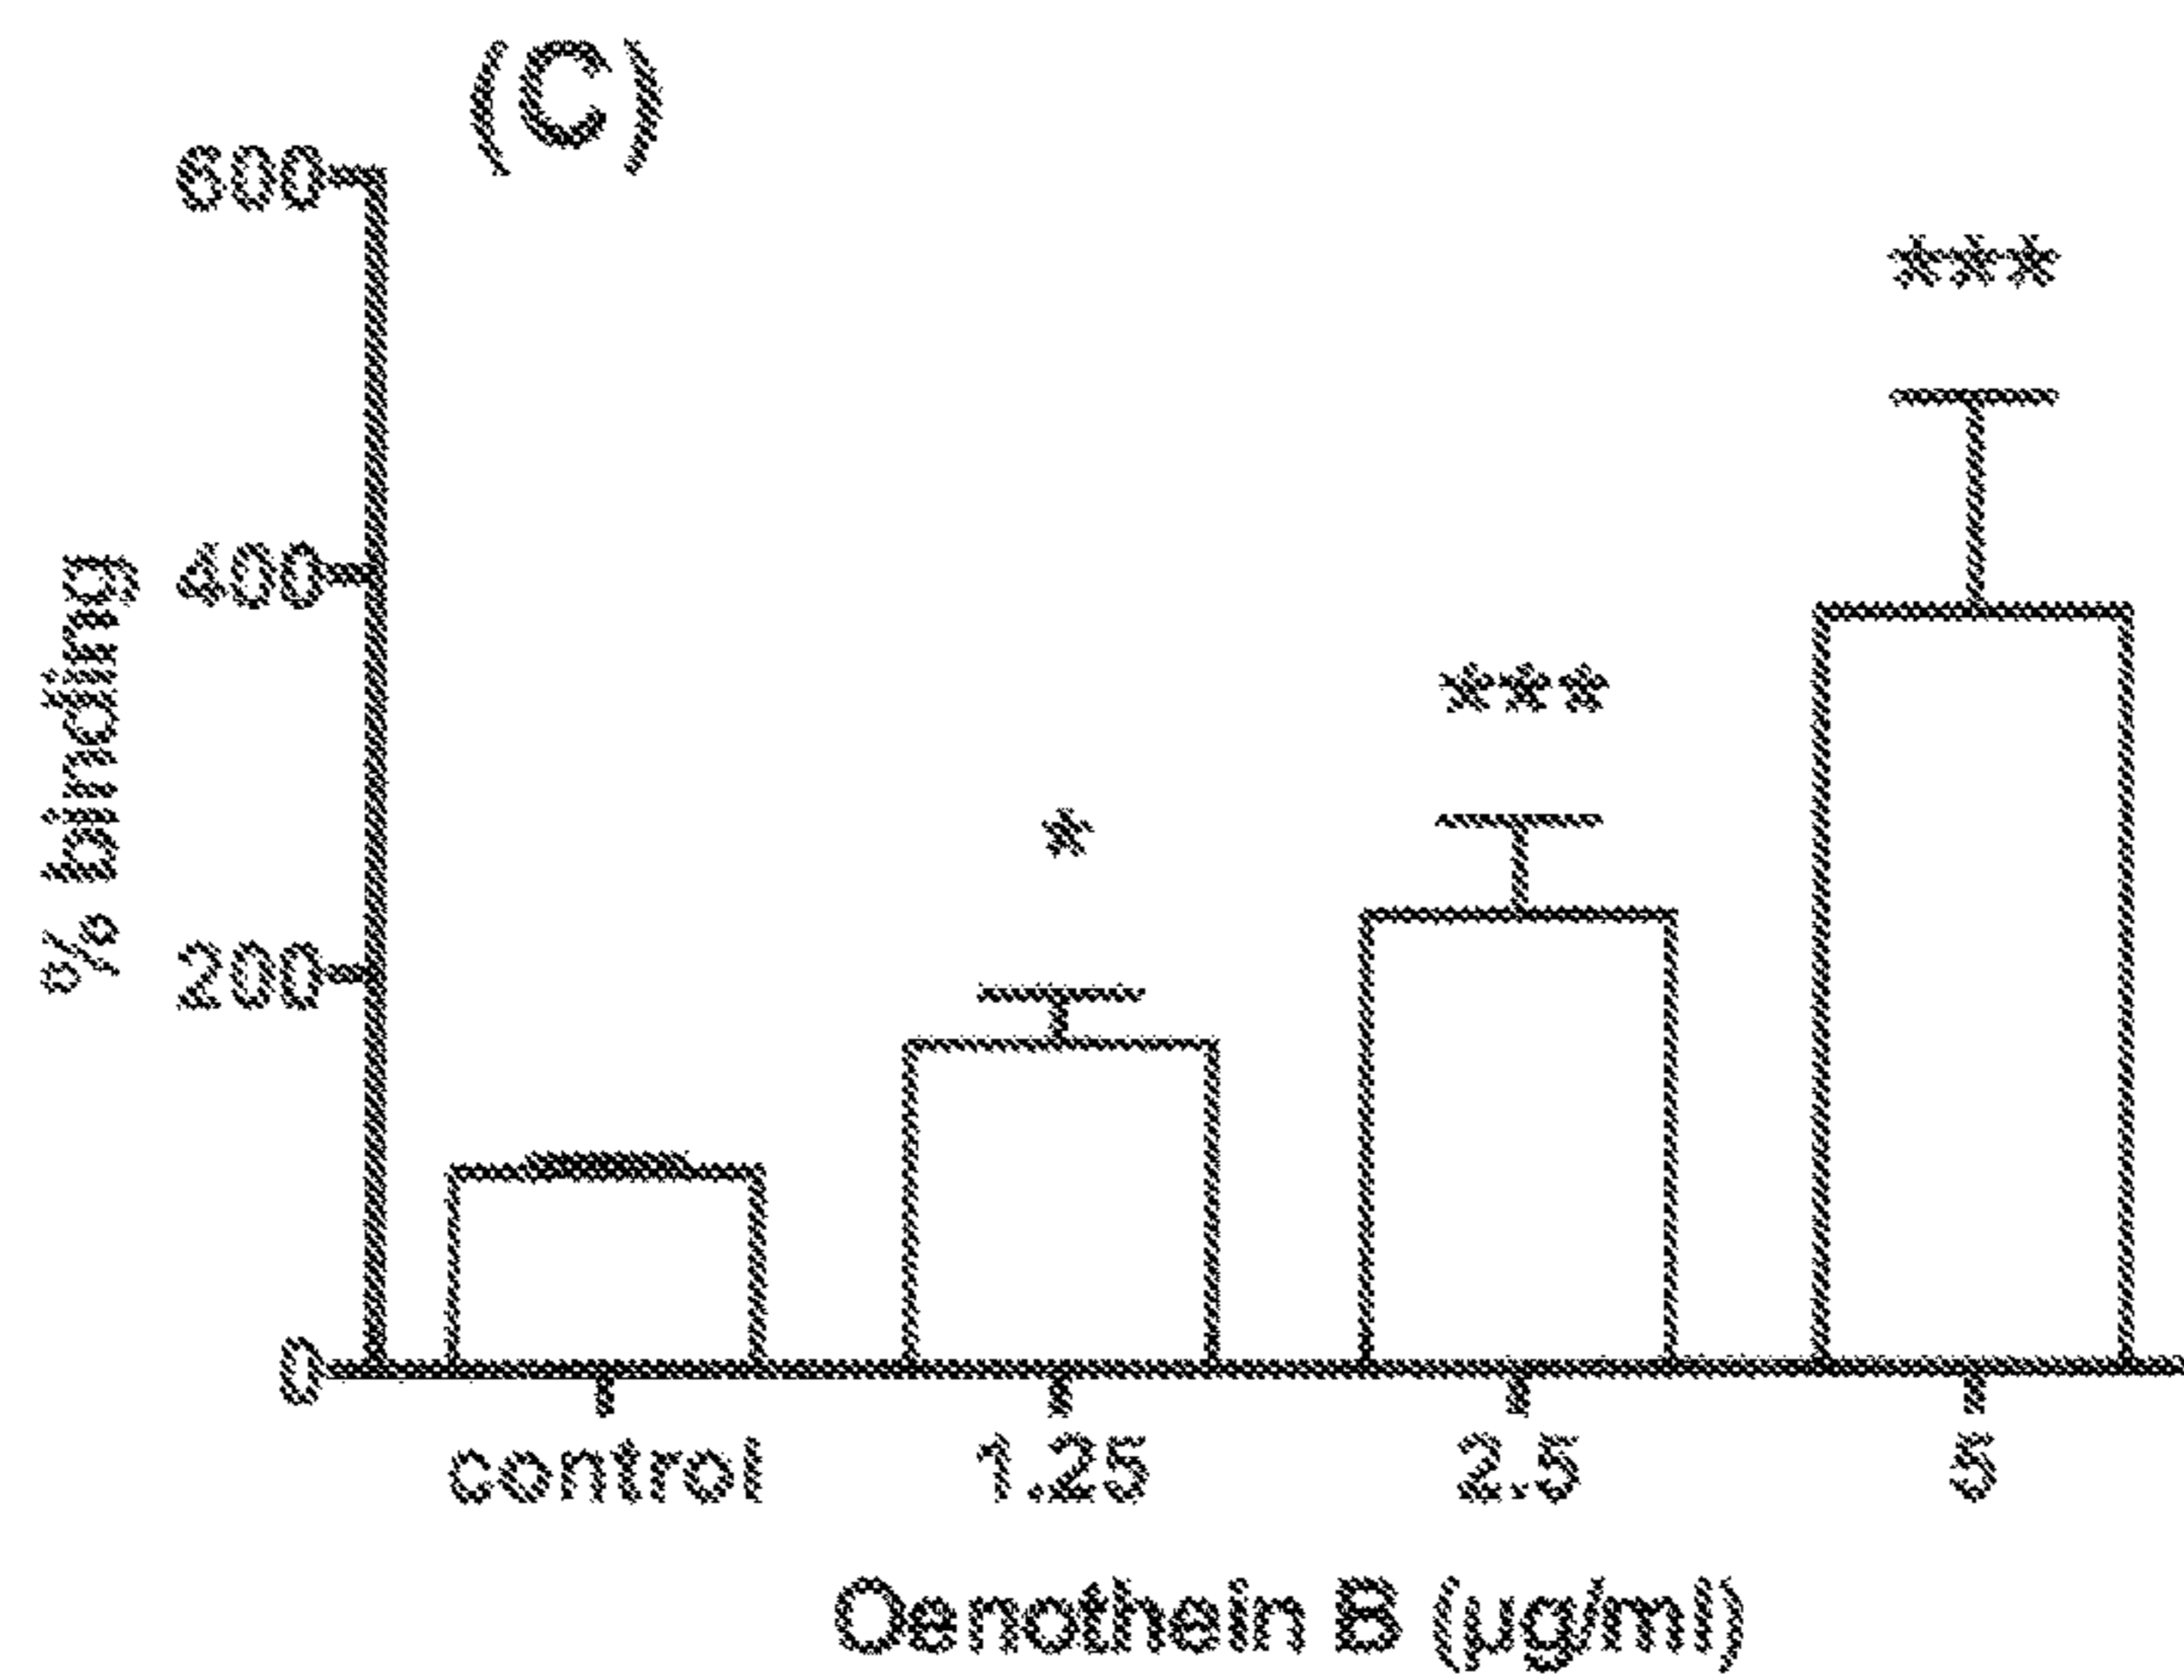 (C)
600
400
200
0
% binding
*
***
***
control 1.25 2.5 5
Oenothein B (µg/ml)